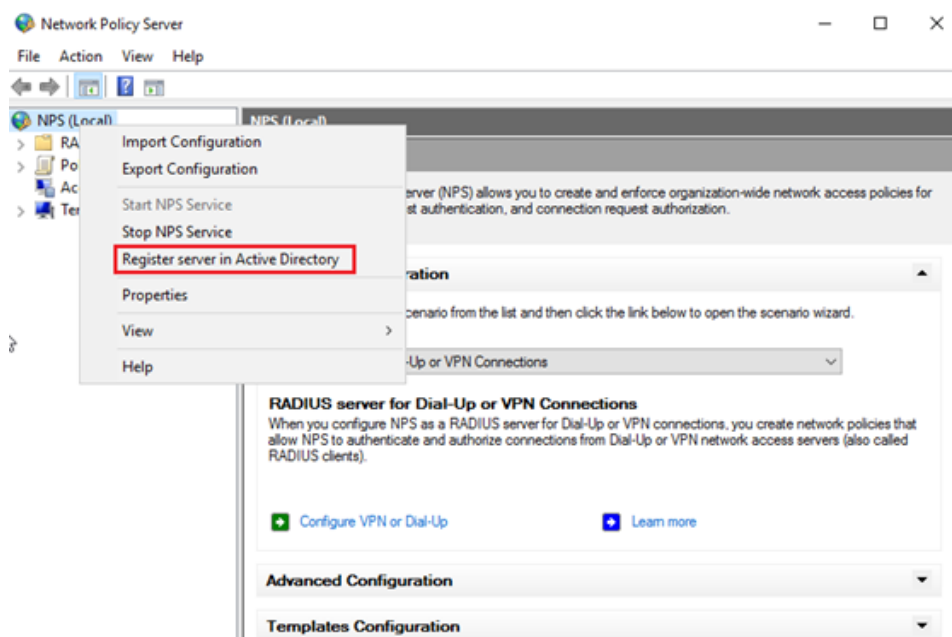 Network Policy Server
File Action View Help
NPS (Local)
RA
Po
Ac
Ter
Import Configuration
Export Configuration
Start NPS Service
Stop NPS Service
Register server in Active Directory
Properties
View
Help
NPS (Local)
erver (NPS) allows you to create and enforce organization-wide network access policies for
st authentication, and connection request authorization.
ration
cenario from the list and then click the link below to open the scenario wizard.
-Up or VPN Connections
RADIUS server for Dial-Up or VPN Connections
When you configure NPS as a RADIUS server for Dial-Up or VPN connections, you create network policies that
allow NPS to authenticate and authorize connections from Dial-Up or VPN network access servers (also called
RADIUS clients).
Configure VPN or Dial-Up Learn more
Advanced Configuration
Templates Configuration